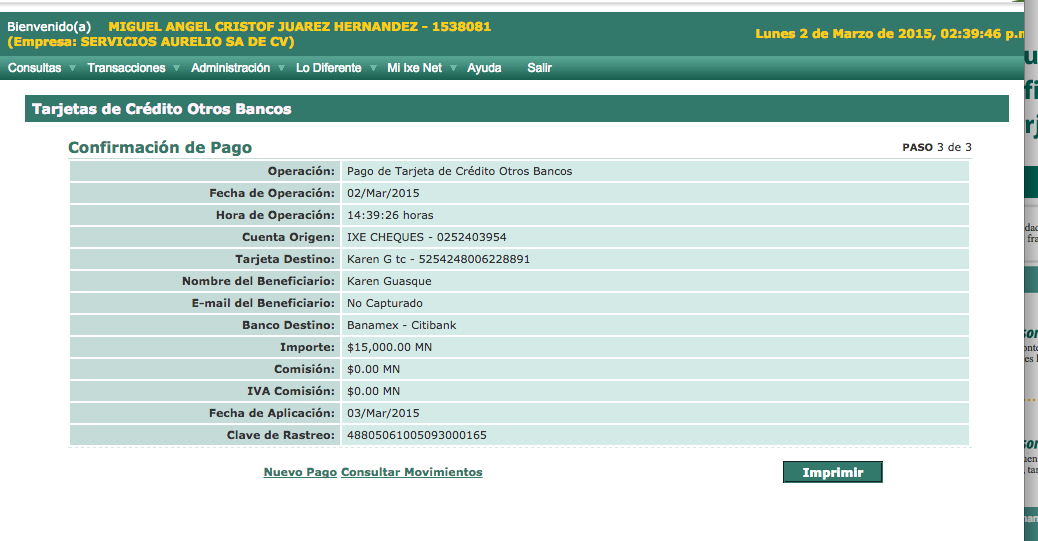 Bienvenido(a) MIGUEL ANGEL CRISTOF JUAREZ HERNANDEZ - 1538081
(Empresa: SERVICIOS AURELIO SA DE CV)
Lunes 2 de Marzo de 2015, 02:39:46 p.m
Consultas Transacciones Administración Lo Diferente Mi Ixe Net Ayuda Salir
Tarjetas de Crédito Otros Bancos
Confirmación de Pago PASO 3 de 3
Operación: Pago de Tarjeta de Crédito Otros Bancos
Fecha de Operación: 02/Mar/2015
Hora de Operación: 14:39:26 horas
Cuenta Origen: IXE CHEQUES - 0252403954
Tarjeta Destino: Karen G tc - 5254248006228891
Nombre del Beneficiario: Karen Guasque
E-mail del Beneficiario: No Capturado
Banco Destino: Banamex - Citibank
Importe: $15,000.00 MN
Comisión: $0.00 MN
IVA Comisión: $0.00 MN
Fecha de Aplicación: 03/Mar/2015
Clave de Rastreo: 48805061005093000165
Nuevo Pago Consultar Movimientos Imprimir